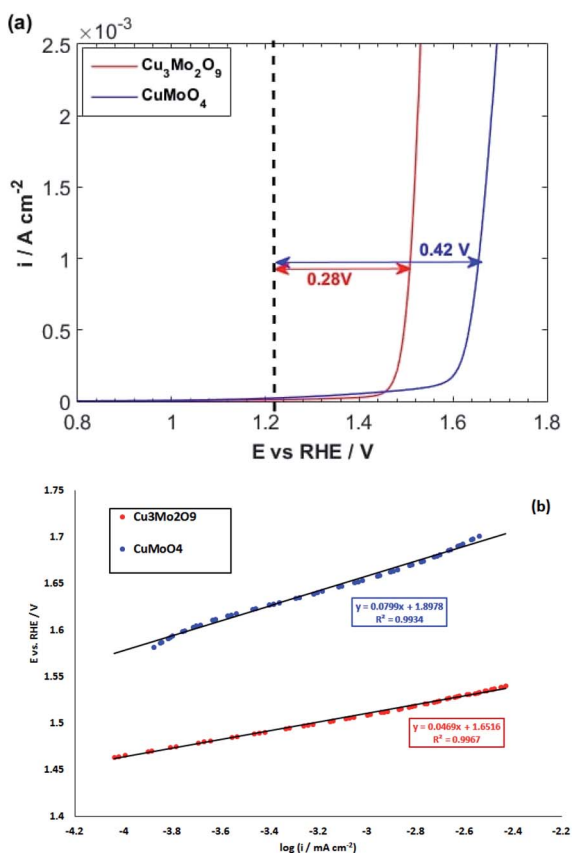 (a)
×10⁻³
2.5
2
1.5
1
0.5
0
Cu₃Mo₂O₉
CuMoO₄
0.42 V
0.28V
i / A cm⁻²
0.8 1 1.2 1.4 1.6 1.8
E vs RHE / V
(b)
1.75
1.7
1.65
1.6
1.55
1.5
1.45
1.4
Cu3Mo2O9
CuMoO4
y = 0.0799x + 1.8978
R² = 0.9934
y = 0.0469x + 1.6516
R² = 0.9967
E vs. RHE / V
-4.2 -4 -3.8 -3.6 -3.4 -3.2 -3 -2.8 -2.6 -2.4 -2.2
log (i / mA cm⁻²)